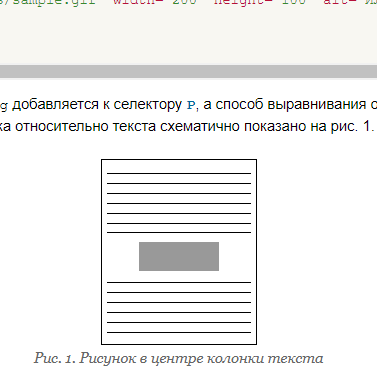 s/sample.gif" width="200" height="100" alt="Из
g добавляется к селектору P, а способ выравнивания
ка относительно текста схематично показано на рис. 1.
Рис. 1. Рисунок в центре колонки текста